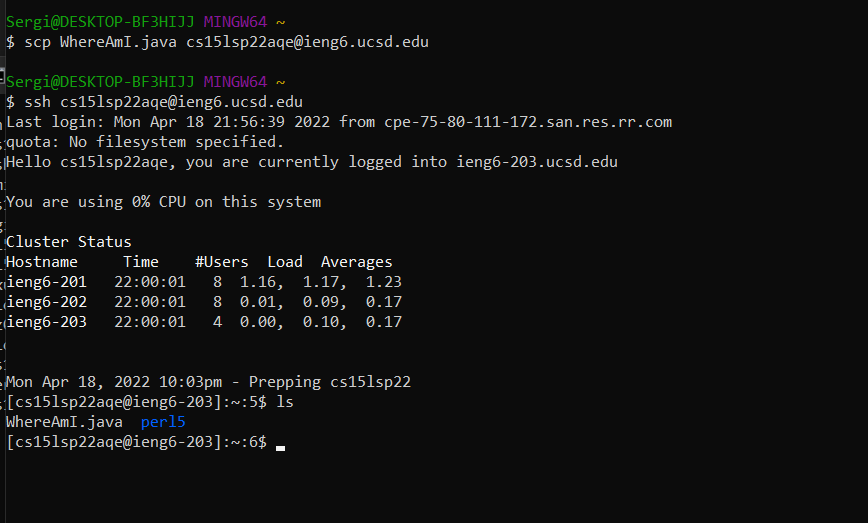 Sergi@DESKTOP-BF3HIJJ MINGW64 ~
$ scp WhereAmI.java cs15lsp22aqe@ieng6.ucsd.edu
Sergi@DESKTOP-BF3HIJJ MINGW64 ~
$ ssh cs15lsp22aqe@ieng6.ucsd.edu
Last login: Mon Apr 18 21:56:39 2022 from cpe-75-80-111-172.san.res.rr.com
quota: No filesystem specified.
Hello cs15lsp22aqe, you are currently logged into ieng6-203.ucsd.edu
You are using 0% CPU on this system
Cluster Status
Hostname     Time    #Users  Load  Averages
ieng6-201   22:00:01   8  1.16,  1.17,  1.23
ieng6-202   22:00:01   8  0.01,  0.09,  0.17
ieng6-203   22:00:01   4  0.00,  0.10,  0.17
Mon Apr 18, 2022 10:03pm - Prepping cs15lsp22
[cs15lsp22aqe@ieng6-203]:~:5$ ls
WhereAmI.java  perl5
[cs15lsp22aqe@ieng6-203]:~:6$